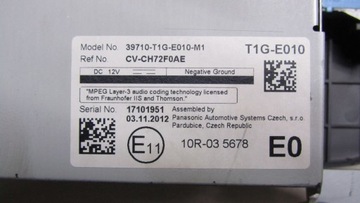 Model No. 39710-T1G-E010-M1 T1G-E010
Ref No. CV-CH72F0AE
DC 12V Negative Ground
"MPEG Layer-3 audio coding technology licensed
from Fraunhofer IIS and Thomson."
Serial No. 17101951 Assembled by
03.11.2012 Panasonic Automotive Systems Czech, s.r.o
Pardubice, Czech Republic
E11 10R-03 5678 E0